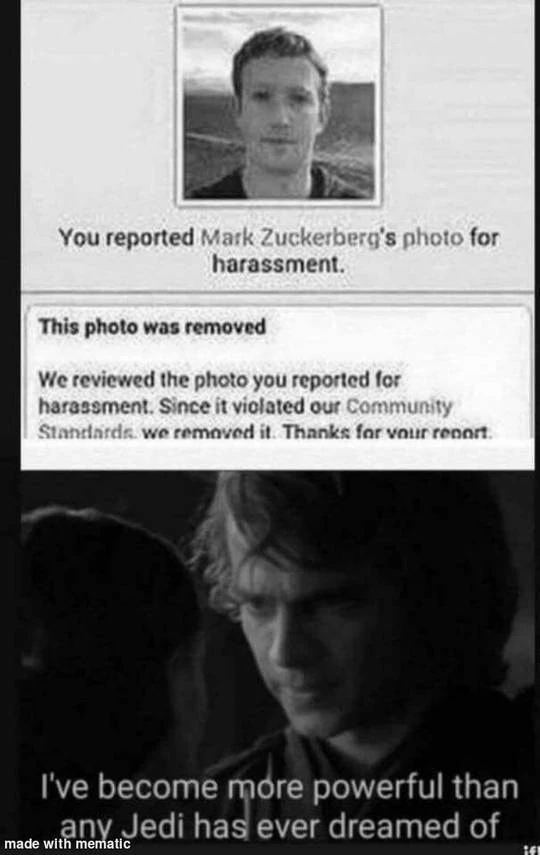 You reported Mark Zuckerberg's photo for
harassment.
This photo was removed
We reviewed the photo you reported for
harassment. Since it violated our Community
Standards, we removed it. Thanks for your report.
I've become more powerful than
any Jedi has ever dreamed of
made with mematic